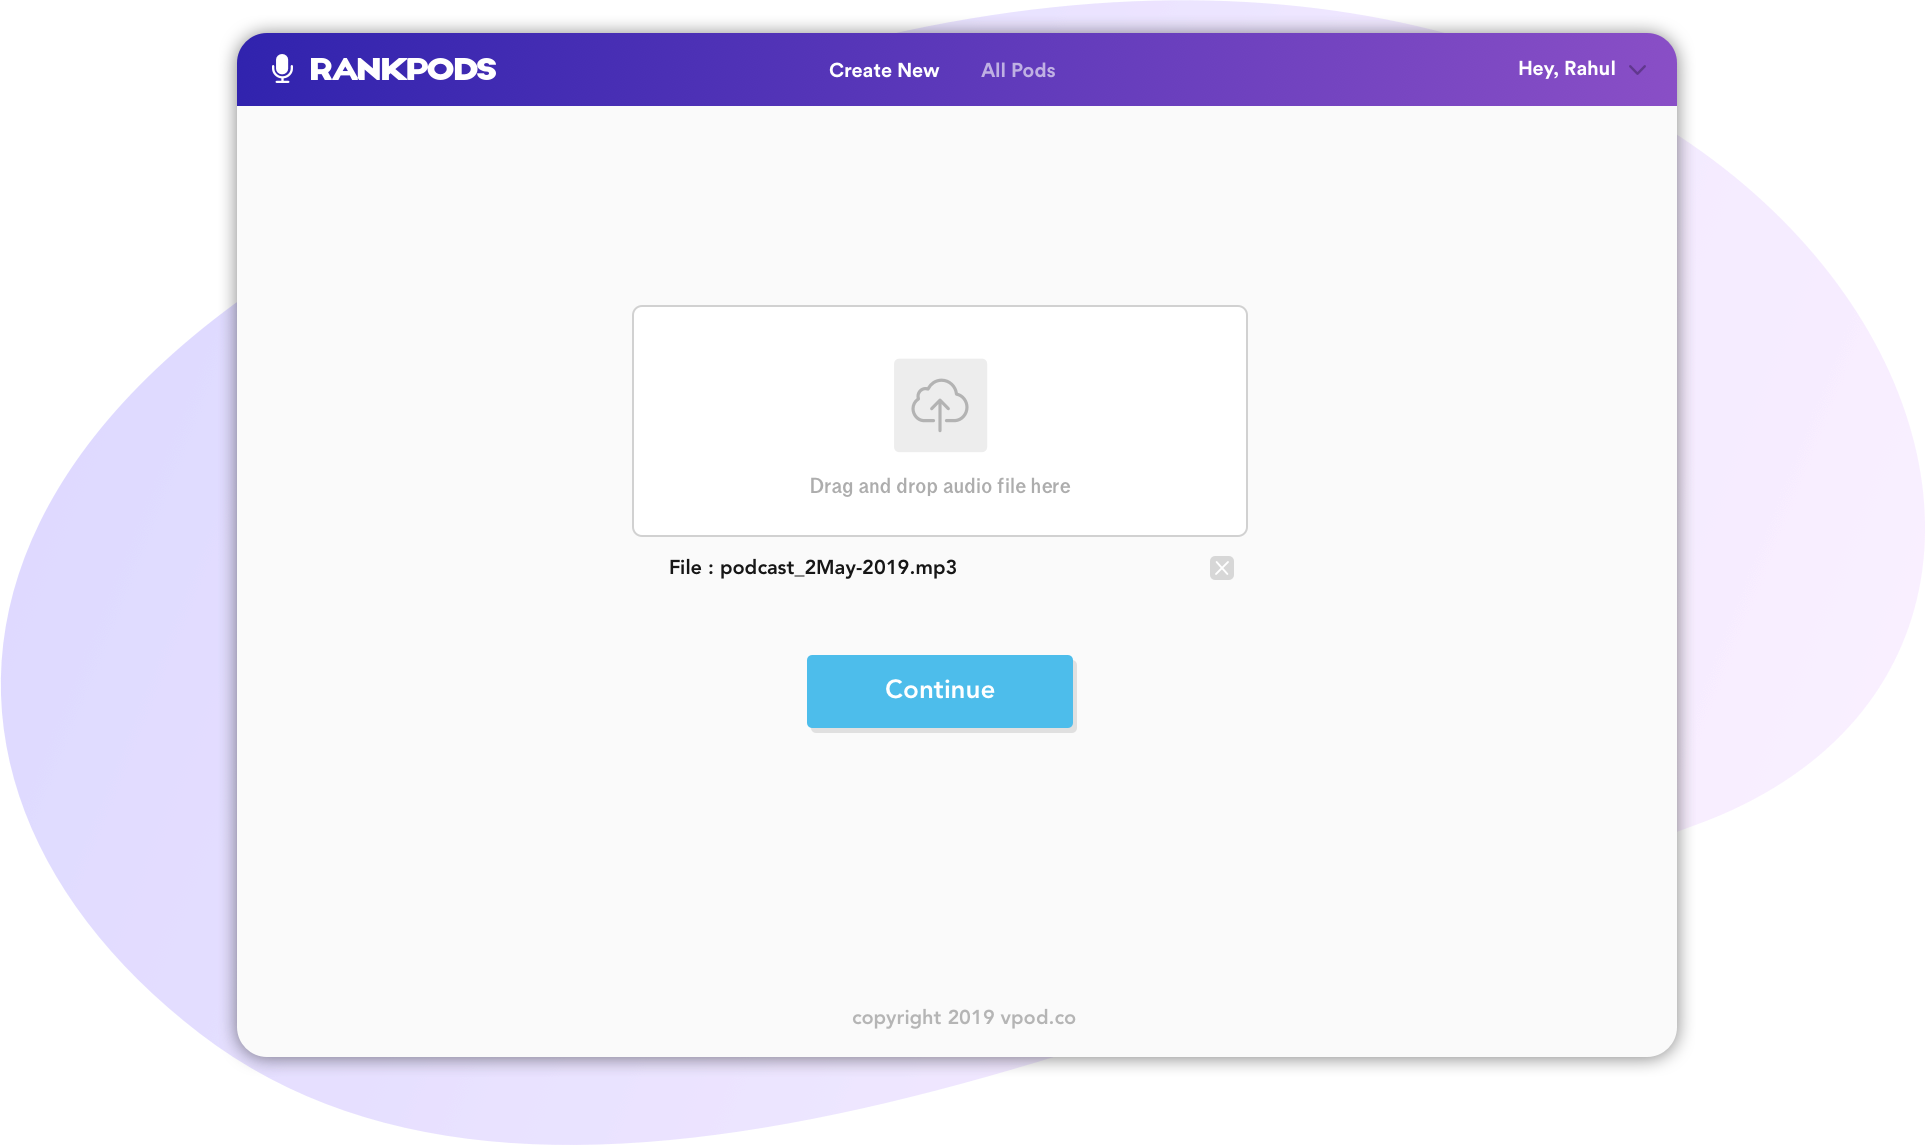 RANKPODS
Create New
All Pods
Hey, Rahul
Drag and drop audio file here
File : podcast_2May-2019.mp3
Continue
copyright 2019 vpod.co